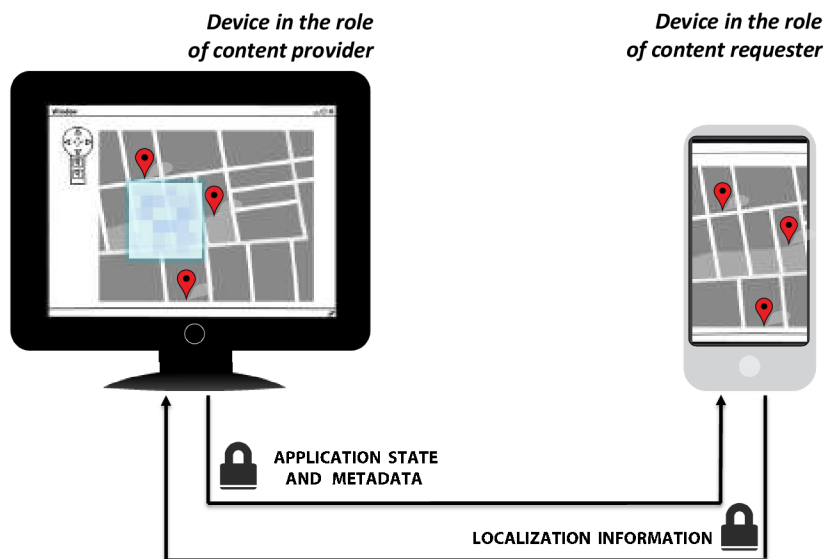 Device in the role
of content provider
Device in the role
of content requester
Window
APPLICATION STATE
AND METADATA
LOCALIZATION INFORMATION